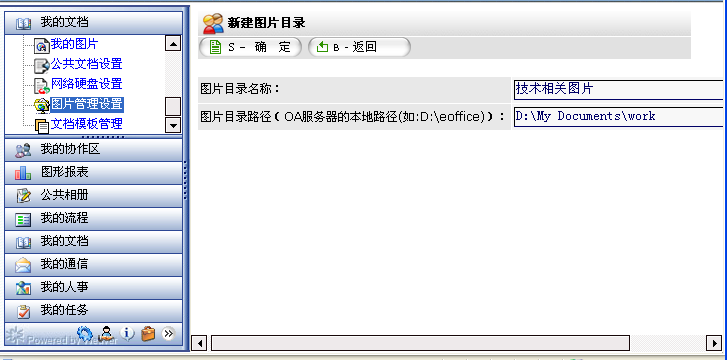 我的文档
我的图片
公共文档设置
网络硬盘设置
图片管理设置
文档模板管理
我的协作区
图形报表
公共相册
我的流程
我的文档
我的通信
我的人事
我的任务
Powered by Weaver
新建图片目录
S - 确 定
B - 返回
图片目录名称：
技术相关图片
图片目录路径（ OA服务器的本地路径(如:D:\eoffice)）：
D:\My Documents\work